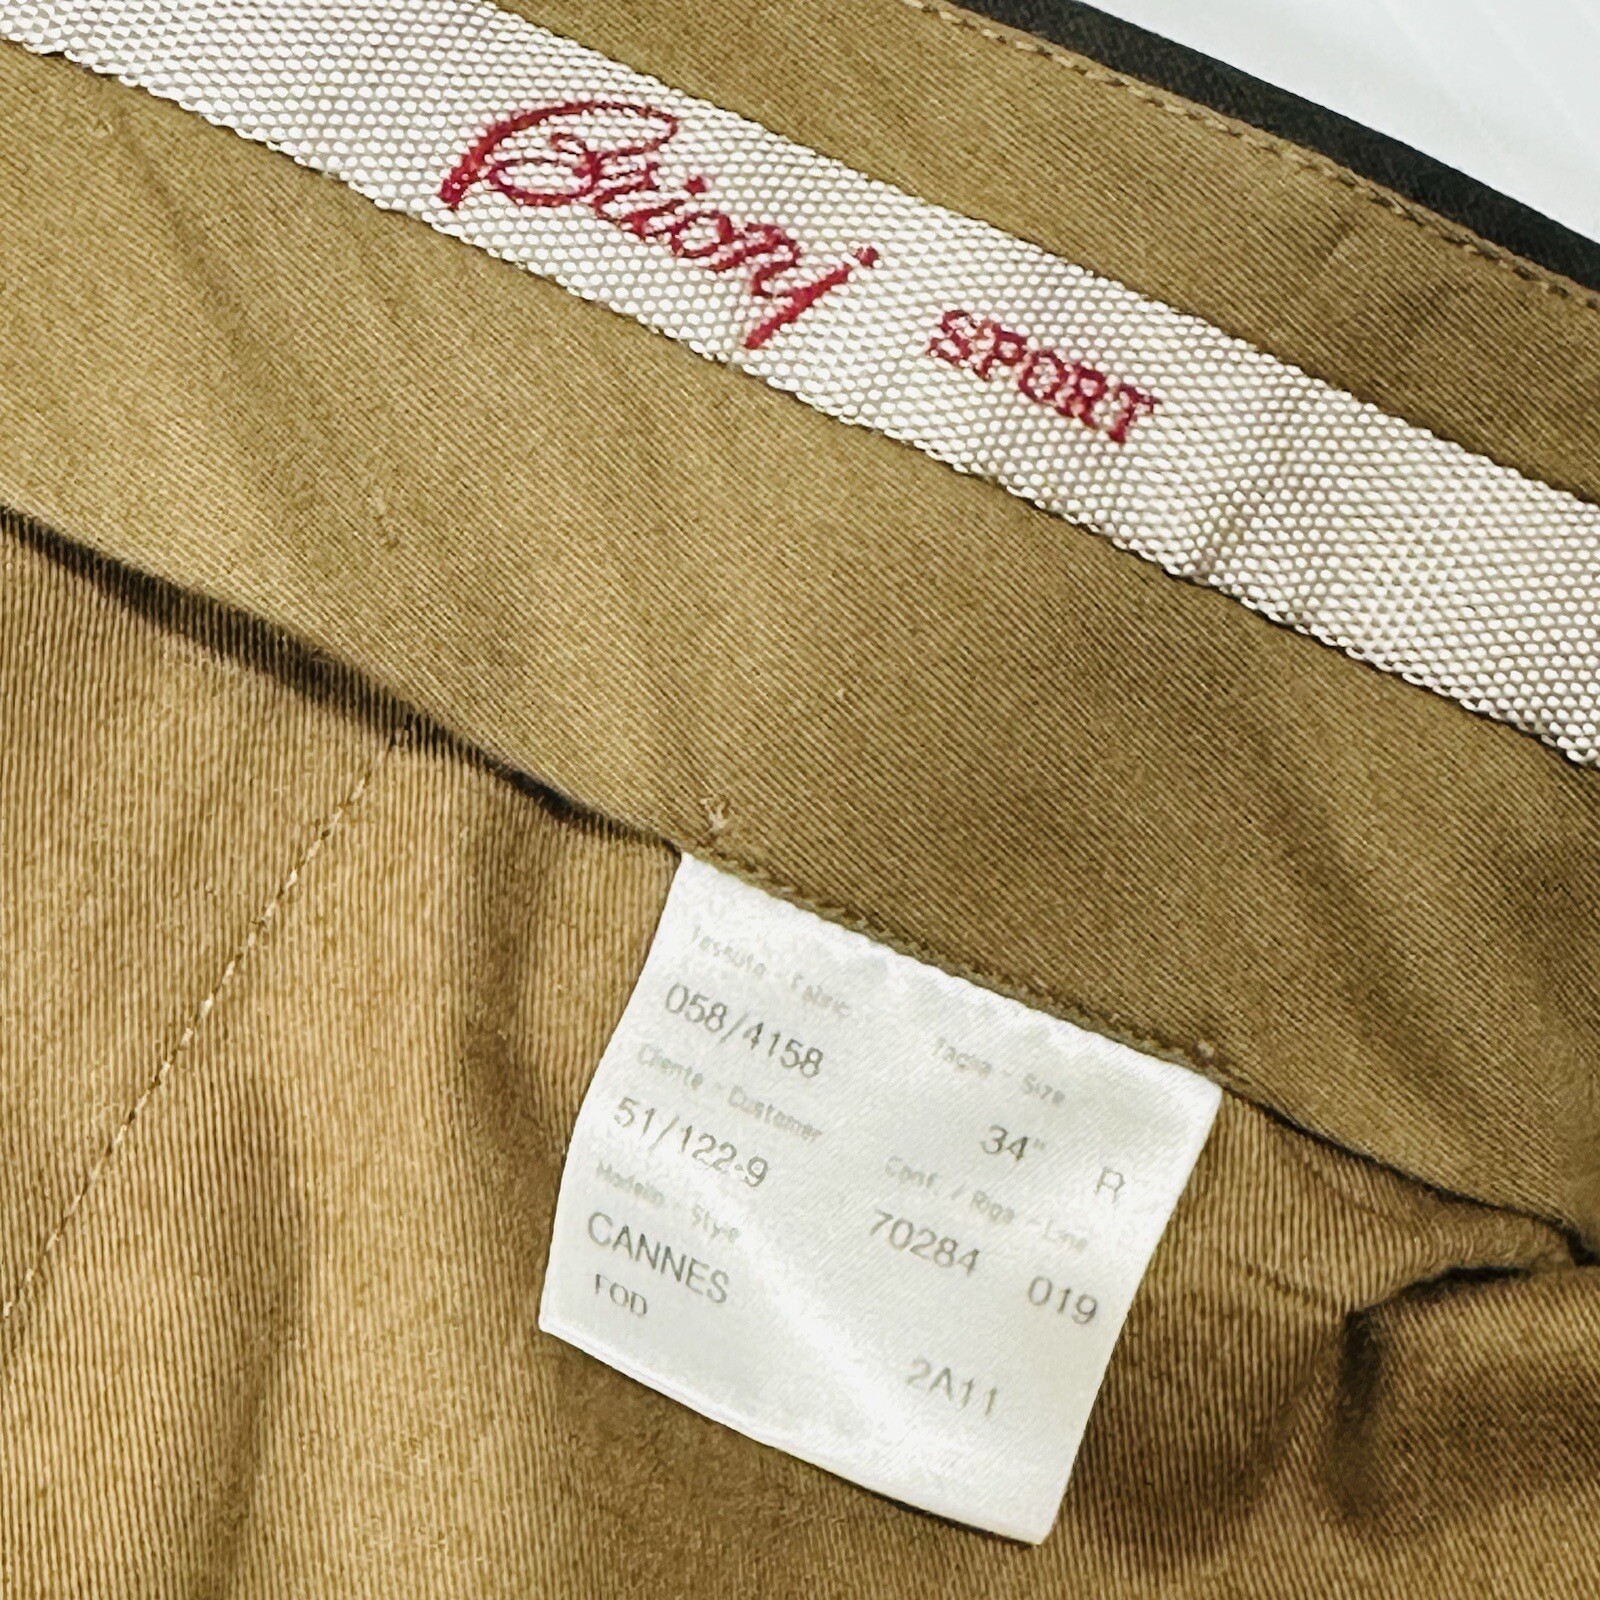 Brioni SPORT
Tessuto - Fabric
058/4158
Taglia - Size
34" R
Cliente - Customer
51/122-9
Conf. / Riga - Line
70284 019
Modello - Style
CANNES
FOD
2A11